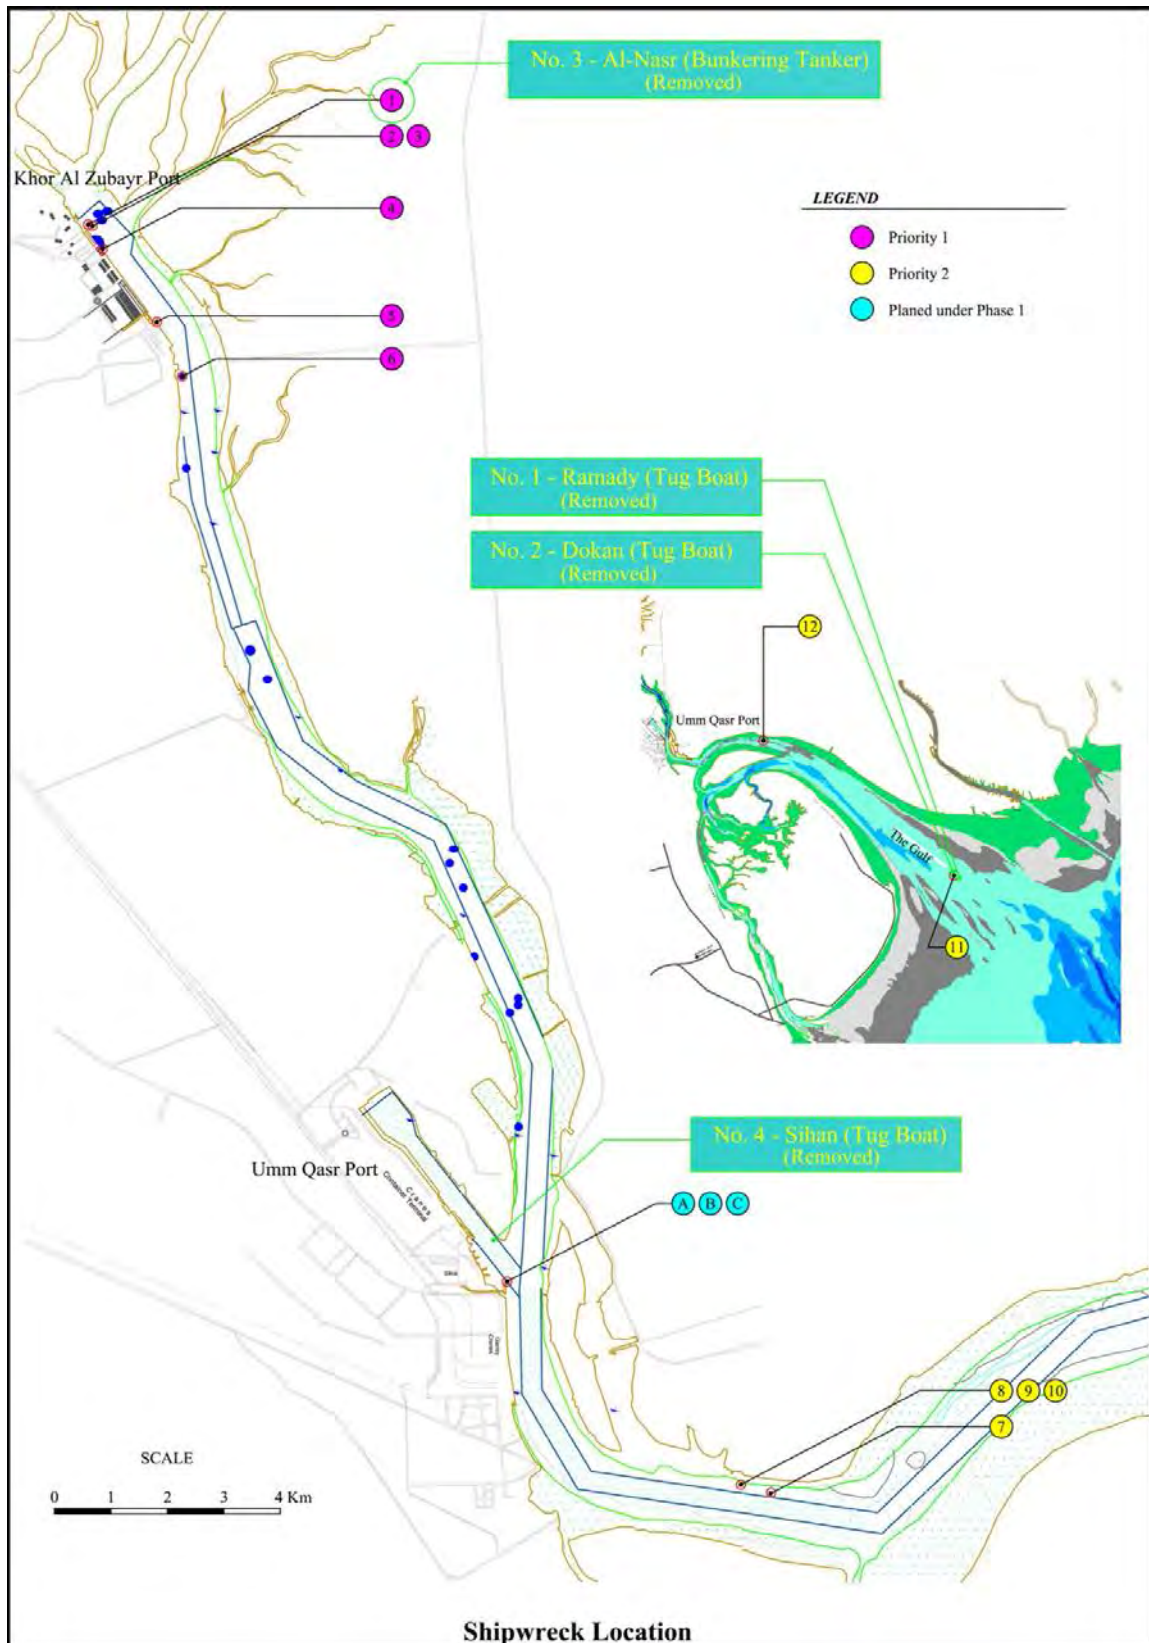 No. 3 - Al-Nasr (Bunkering Tanker)
(Removed)
1
2 3
Khor Al Zubayr Port
4
LEGEND
Priority 1
Priority 2
Planed under Phase 1
5
6
No. 1 - Ramady (Tug Boat)
(Removed)
No. 2 - Dokan (Tug Boat)
(Removed)
12
Umm Qasr Port
The Gulf
11
No. 4 - Sihan (Tug Boat)
(Removed)
Umm Qasr Port
Cranes
Container Terminal
A B C
8 9 10
7
SCALE
0 1 2 3 4 Km
Shipwreck Location